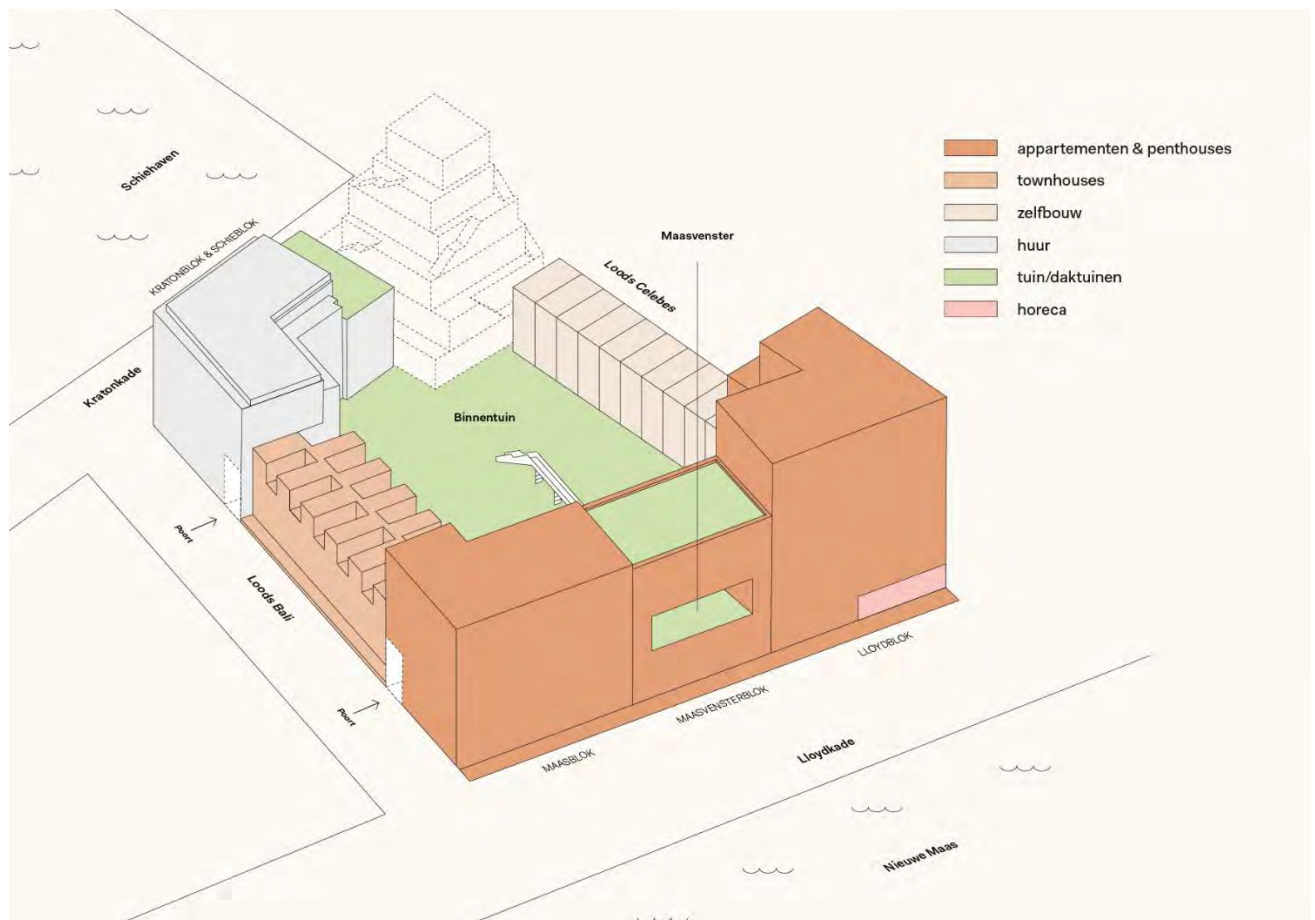 Schiehaven
KRATONBLOK & SCHIEBLOK
Kratonkade
Maasvenster
Loods Celebes
appartementen & penthouses
townhouses
zelfbouw
huur
tuin/daktuinen
horeca
Binnentuin
Poort
Loods Bali
Poort
MAASBLOK
MAASVENSTERBLOK
LLOYDBLOK
Lloydkade
Nieuwe Maas